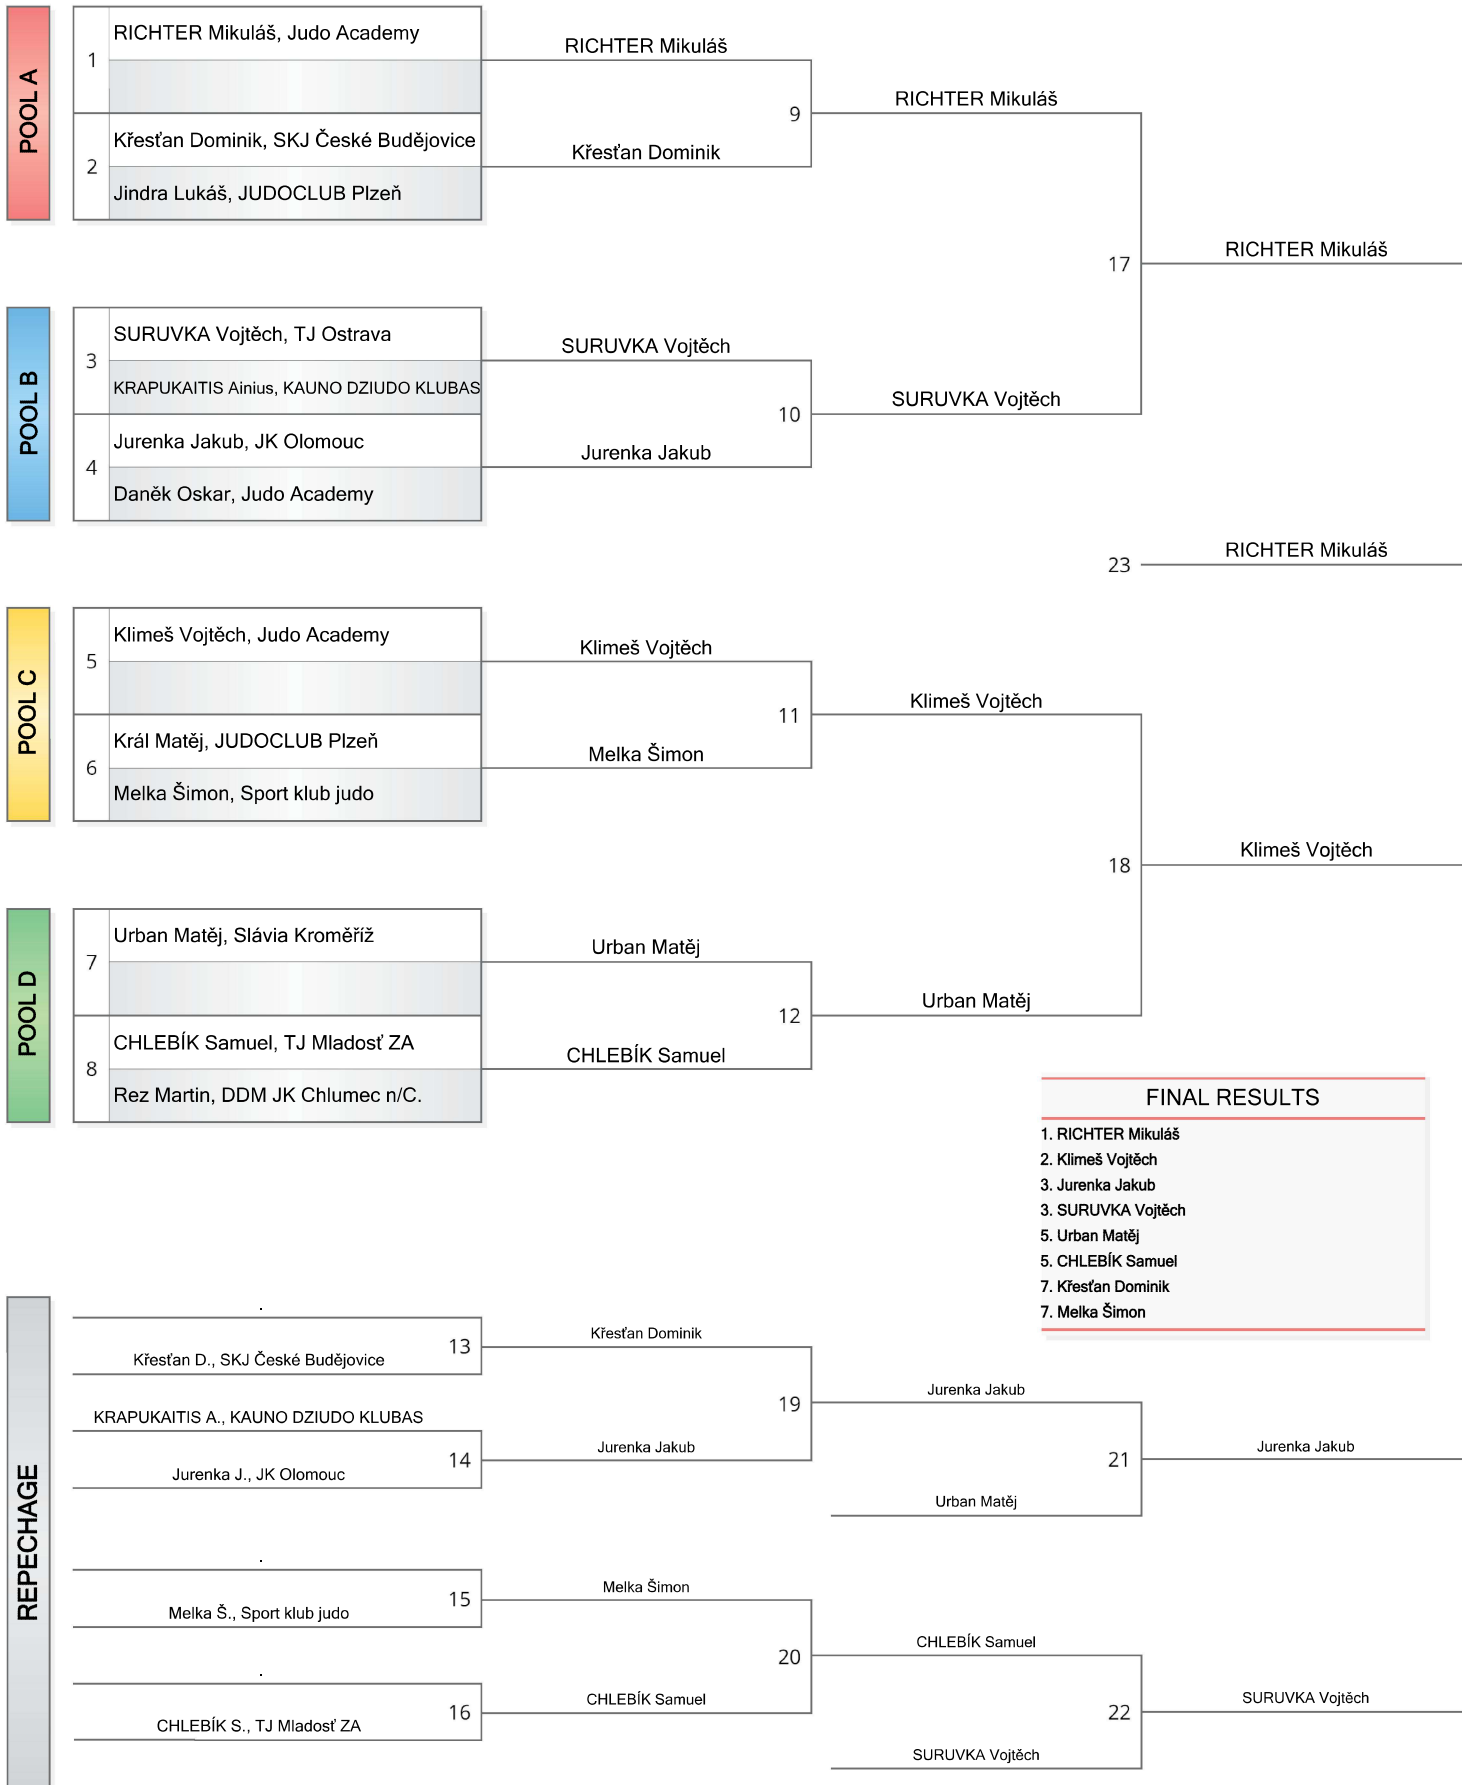 POOL A
1
RICHTER Mikuláš, Judo Academy
2
Křesťan Dominik, SKJ České Budějovice
Jindra Lukáš, JUDOCLUB Plzeň
RICHTER Mikuláš
Křesťan Dominik
9
RICHTER Mikuláš
POOL B
3
SURUVKA Vojtěch, TJ Ostrava
KRAPUKAITIS Ainius, KAUNO DZIUDO KLUBAS
4
Jurenka Jakub, JK Olomouc
Daněk Oskar, Judo Academy
SURUVKA Vojtěch
Jurenka Jakub
10
SURUVKA Vojtěch
17
RICHTER Mikuláš
23
RICHTER Mikuláš
POOL C
5
Klimeš Vojtěch, Judo Academy
6
Král Matěj, JUDOCLUB Plzeň
Melka Šimon, Sport klub judo
Klimeš Vojtěch
Melka Šimon
11
Klimeš Vojtěch
POOL D
7
Urban Matěj, Slávia Kroměříž
8
CHLEBÍK Samuel, TJ Mladosť ZA
Rez Martin, DDM JK Chlumec n/C.
Urban Matěj
CHLEBÍK Samuel
12
Urban Matěj
18
Klimeš Vojtěch
FINAL RESULTS
1. RICHTER Mikuláš
2. Klimeš Vojtěch
3. Jurenka Jakub
3. SURUVKA Vojtěch
5. Urban Matěj
5. CHLEBÍK Samuel
7. Křesťan Dominik
7. Melka Šimon
REPECHAGE
.
Křesťan D., SKJ České Budějovice
13
KRAPUKAITIS A., KAUNO DZIUDO KLUBAS
Jurenka J., JK Olomouc
14
Křesťan Dominik
Jurenka Jakub
19
Jurenka Jakub
Urban Matěj
21
Jurenka Jakub
.
Melka Š., Sport klub judo
15
.
CHLEBÍK S., TJ Mladosť ZA
16
Melka Šimon
CHLEBÍK Samuel
20
CHLEBÍK Samuel
SURUVKA Vojtěch
22
SURUVKA Vojtěch